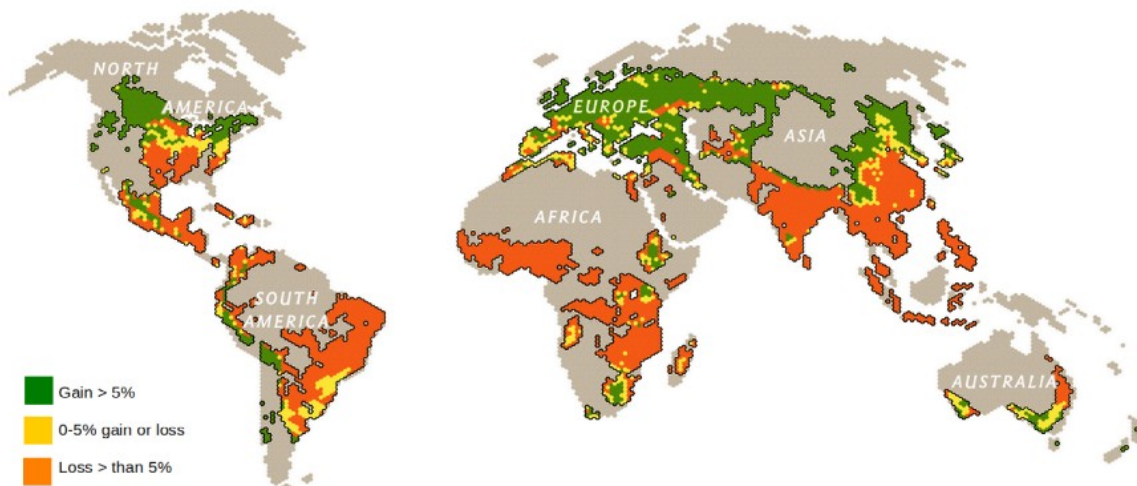 NORTH
AMERICA
EUROPE
ASIA
AFRICA
SOUTH
AMERICA
AUSTRALIA
Gain > 5%
0-5% gain or loss
Loss > than 5%